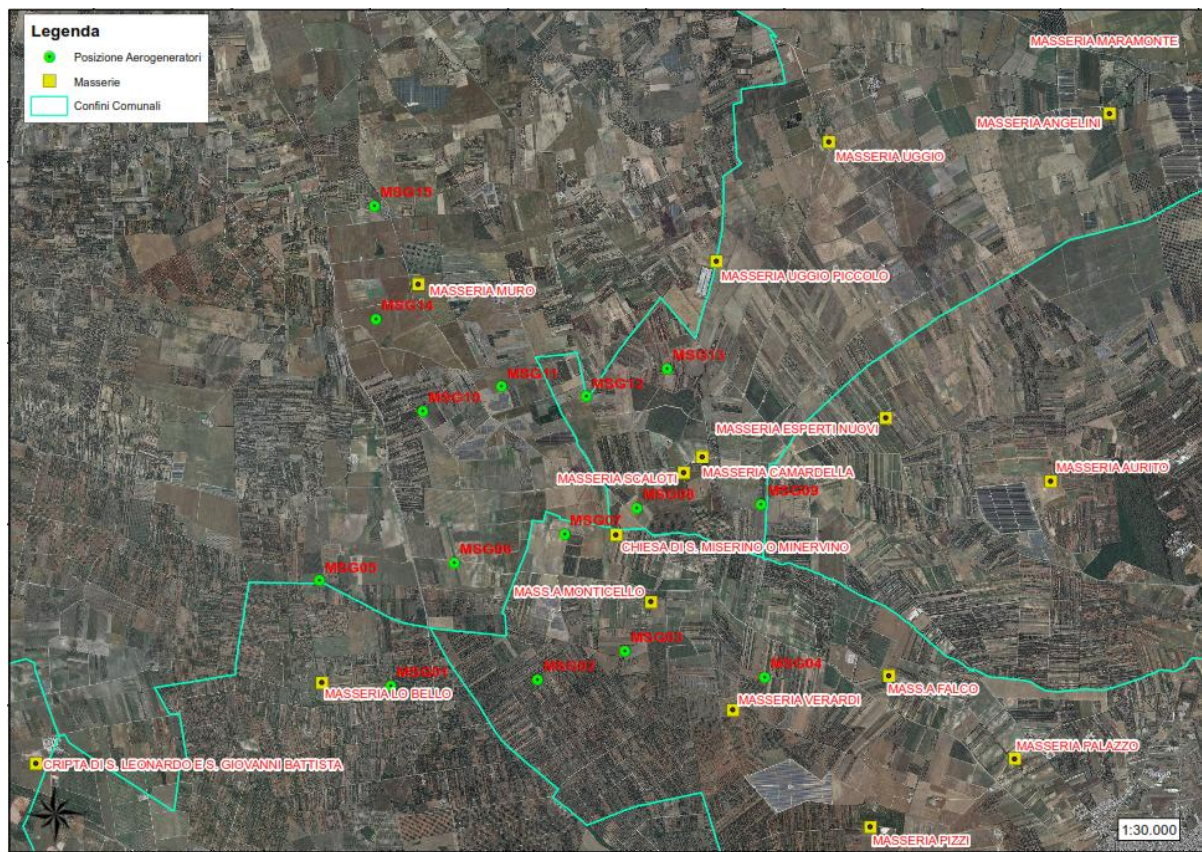 Legenda
Posizione Aerogeneratori
Masserie
Confini Comunali
MASSERIA MARAMONTE
MASSERIA ANGELINI
MASSERIA UGGIO
MSG15
MASSERIA UGGIO PICCOLO
MASSERIA MURO
MSG14
MSG13
MSG11
MSG12
MSG10
MASSERIA ESPERTI NUOVI
MASSERIA AURITO
MASSERIA CAMARDELLA
MASSERIA SCALOTI
MSG08
MSG09
MSG07
CHIESA DI S. MISERINO O MINERVINO
MSG06
MSG05
MASS.A MONTICELLO
MSG03
MSG02
MSG04
MSG01
MASS.A FALCO
MASSERIA LO BELLO
MASSERIA VERARDI
MASSERIA PALAZZO
CRIPTA DI S. LEONARDO E S. GIOVANNI BATTISTA
1:30.000
MASSERIA PIZZI